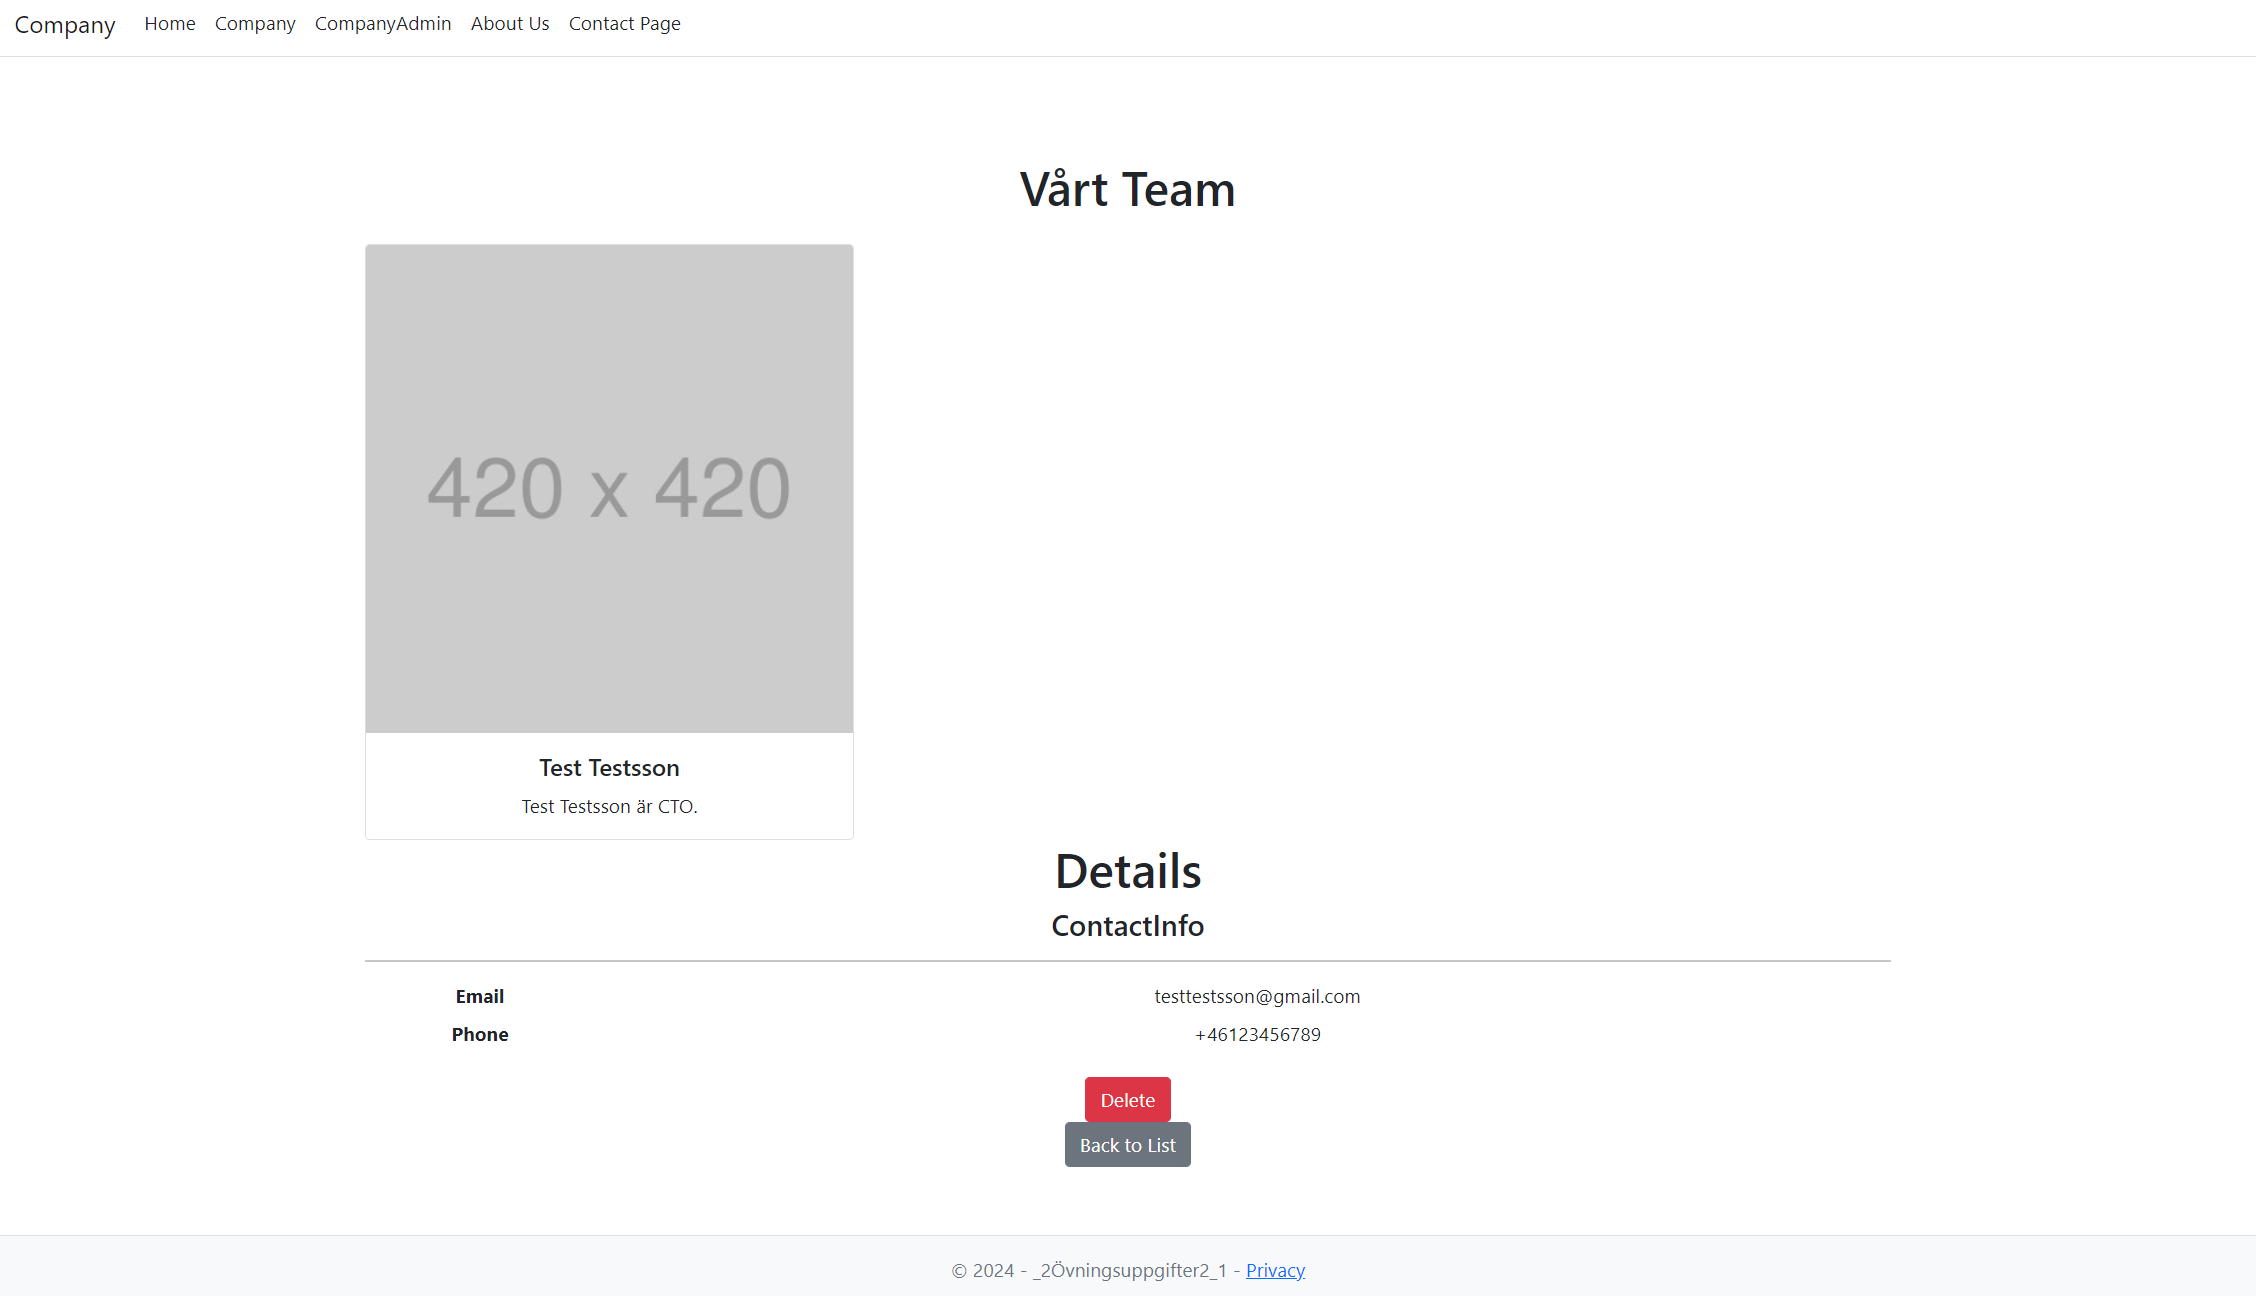 Company Home Company CompanyAdmin About Us Contact Page
Vårt Team
420 x 420
Test Testsson
Test Testsson är CTO.
Details
ContactInfo
Email testtestsson@gmail.com
Phone +46123456789
Delete
Back to List
© 2024 - _2Övningsuppgifter2_1 - Privacy